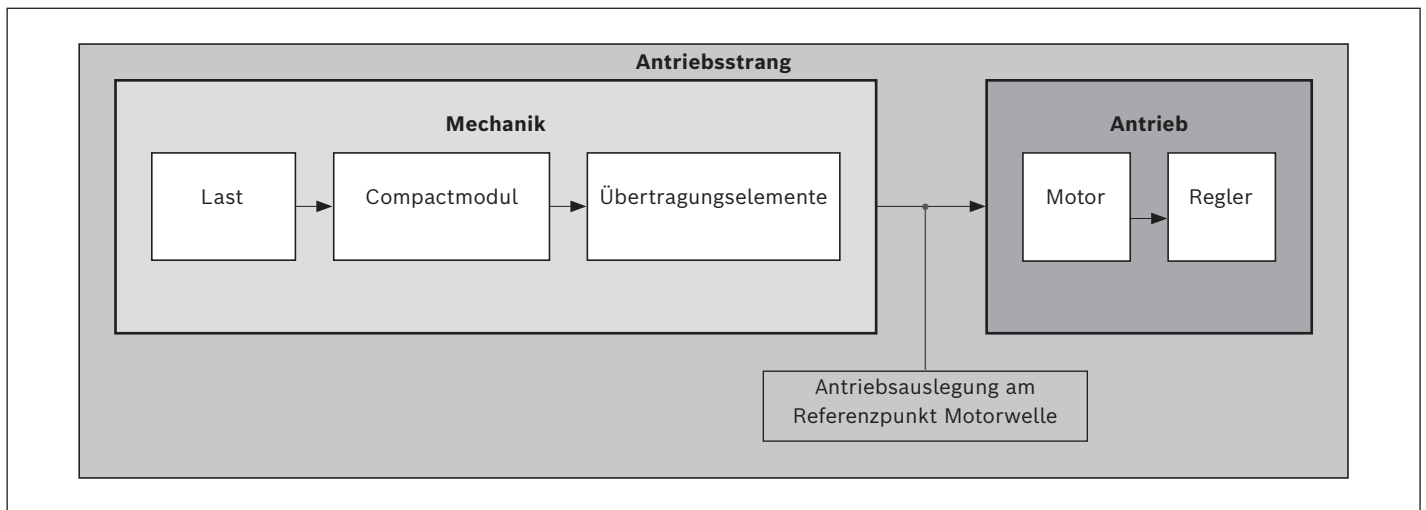 Antriebsstrang
Mechanik
Last
Compactmodul
Übertragungselemente
Antrieb
Motor
Regler
Antriebsauslegung am
Referenzpunkt Motorwelle